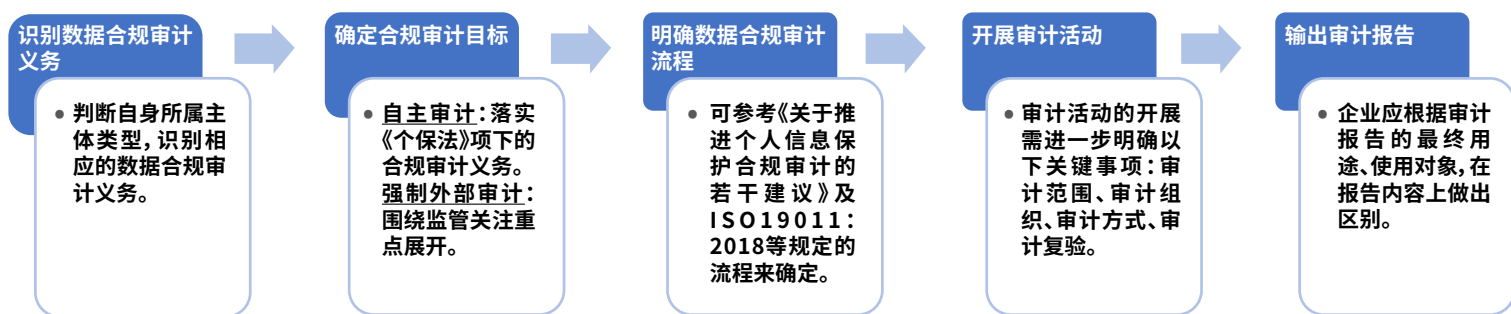 识别数据合规审计
义务
• 判断自身所属主
体类型，识别相
应的数据合规审
计义务。
确定合规审计目标
• 自主审计：落实
《个保法》项下的
合规审计义务。
强制外部审计：
围绕监管关注重
点展开。
明确数据合规审计
流程
• 可参考《关于推
进个人信息保
护合规审计的
若干建议》及
ISO19011：
2018等规定的
流程来确定。
开展审计活动
• 审计活动的开展
需进一步明确以
下关键事项：审
计范围、审计组
织、审计方式、审
计复验。
输出审计报告
• 企业应根据审计
报告的最终用
途、使用对象，在
报告内容上做出
区别。